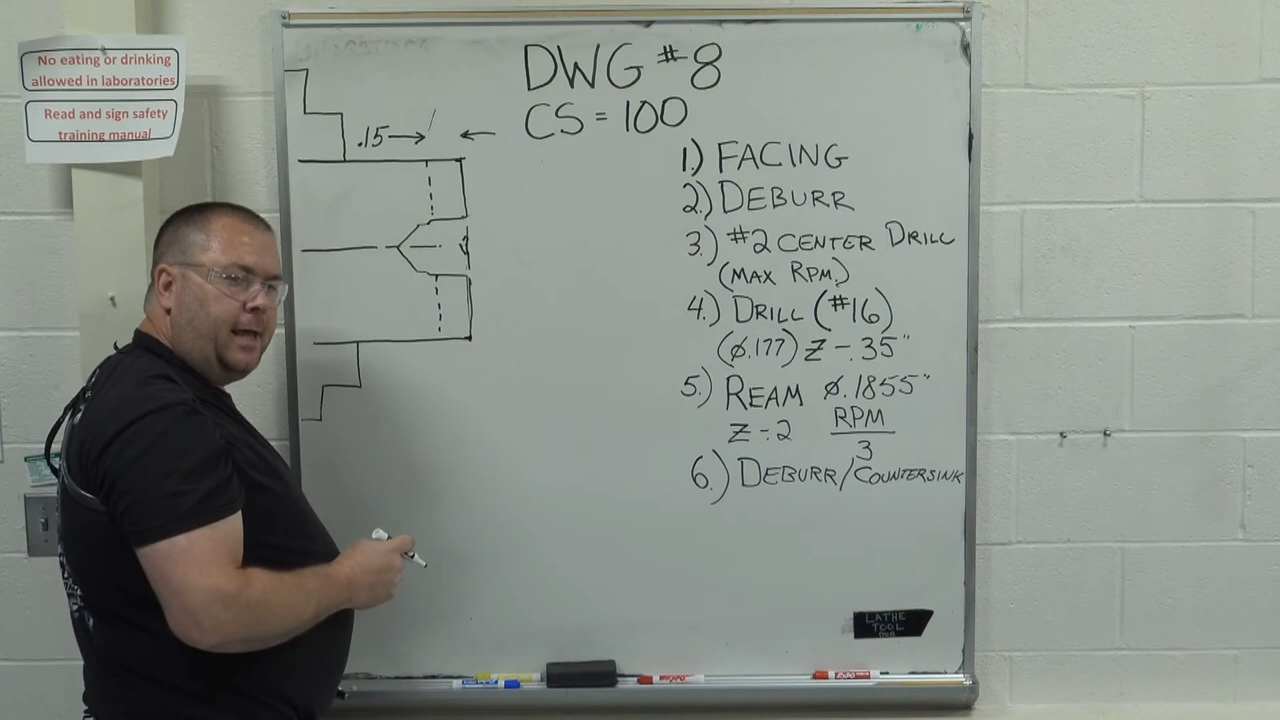 No eating or drinking
allowed in laboratories
Read and sign safety
training manual
DWG #8
CS = 100
.15
1.) FACING
2.) DEBURR
3.) #2 CENTER DRILL
(MAX RPM.)
4.) DRILL (#16)
(Ø.177) Z -.35"
5.) REAM Ø.1855"
Z -.2 RPM
3
6.) DEBURR/COUNTERSINK
LATHE
TOOL
EXPO